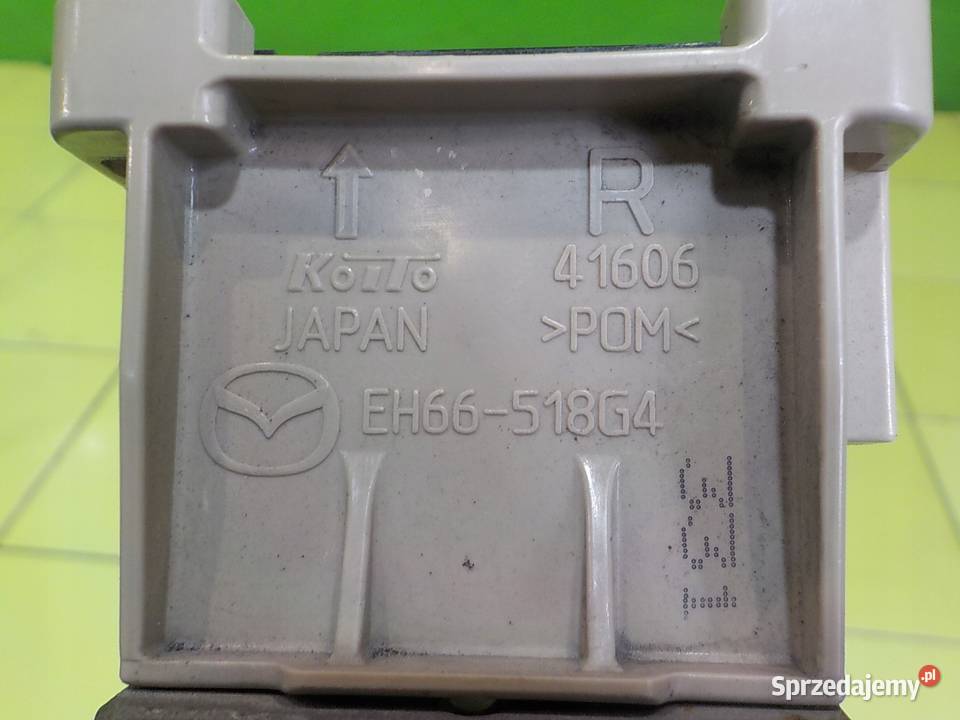 ↑ R
KOITO 41606
JAPAN >POM<
EH66-518G4
Sprzedajemy.pl